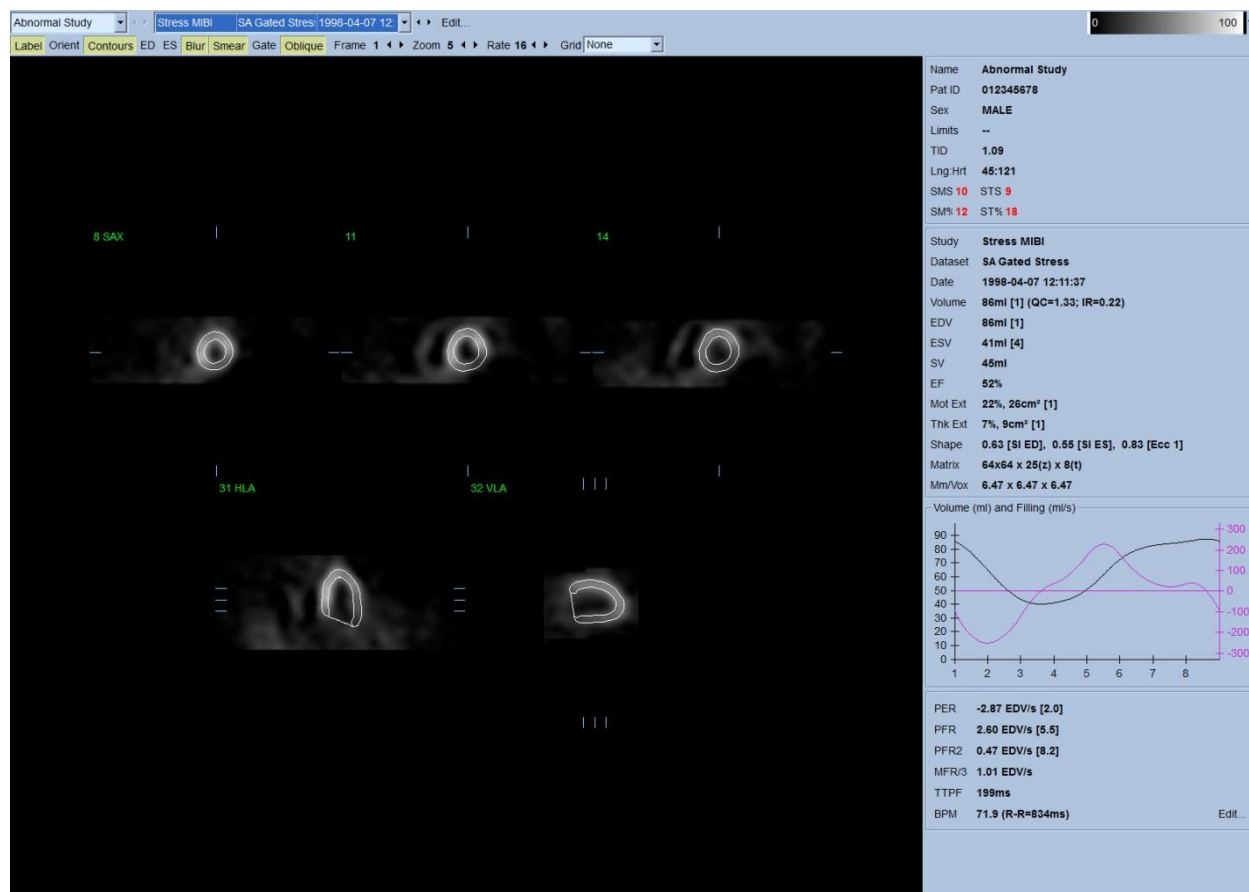 Abnormal Study Stress MIBI SA Gated Stres 1998-04-07 12: Edit...
0 100
Label Orient Contours ED ES Blur Smear Gate Oblique Frame 1 Zoom 5 Rate 16 Grid None
8 SAX 11 14
31 HLA 32 VLA
Name Abnormal Study
Pat ID 012345678
Sex MALE
Limits --
TID 1.09
Lng:Hrt 45:121
SMS 10 STS 9
SM% 12 ST% 18
Study Stress MIBI
Dataset SA Gated Stress
Date 1998-04-07 12:11:37
Volume 86ml [1] (QC=1.33; IR=0.22)
EDV 86ml [1]
ESV 41ml [4]
SV 45ml
EF 52%
Mot Ext 22%, 26cm² [1]
Thk Ext 7%, 9cm² [1]
Shape 0.63 [SI ED], 0.55 [SI ES], 0.83 [Ecc 1]
Matrix 64x64 x 25(z) x 8(t)
Mm/Vox 6.47 x 6.47 x 6.47
Volume (ml) and Filling (ml/s)
90
80
70
60
50
40
30
20
10
0
300
200
100
0
-100
-200
-300
1 2 3 4 5 6 7 8
PER -2.87 EDV/s [2.0]
PFR 2.60 EDV/s [5.5]
PFR2 0.47 EDV/s [8.2]
MFR/3 1.01 EDV/s
TTPF 199ms
BPM 71.9 (R-R=834ms) Edit...